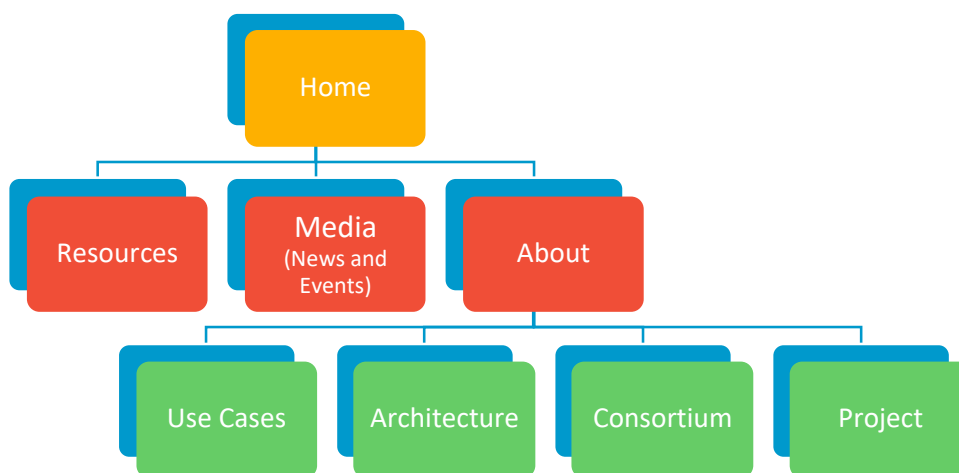 Home
Resources
Media
(News and
Events)
About
Use Cases
Architecture
Consortium
Project